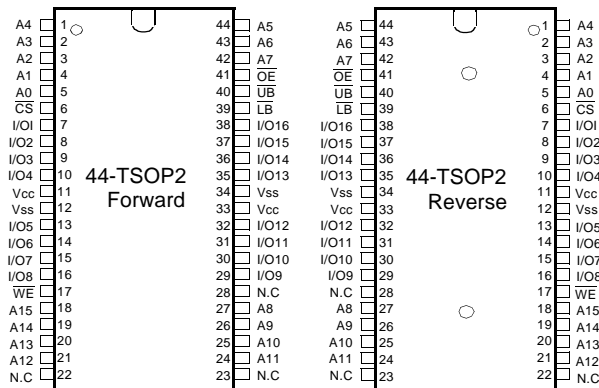 A4 1 44 A5 A5 44 1 A4
A3 2 43 A6 A6 43 2 A3
A2 3 42 A7 A7 42 3 A2
A1 4 41 OE OE 41 4 A1
A0 5 40 UB UB 40 5 A0
CS 6 39 LB LB 39 6 CS
I/OI 7 38 I/O16 I/O16 38 7 I/OI
I/O2 8 37 I/O15 I/O15 37 8 I/O2
I/O3 9 36 I/O14 I/O14 36 9 I/O3
I/O4 10 44-TSOP2 35 I/O13 I/O13 35 44-TSOP2 10 I/O4
Vcc 11 Forward 34 Vss Vss 34 Reverse 11 Vcc
Vss 12 33 Vcc Vcc 33 12 Vss
I/O5 13 32 I/O12 I/O12 32 13 I/O5
I/O6 14 31 I/O11 I/O11 31 14 I/O6
I/O7 15 30 I/O10 I/O10 30 15 I/O7
I/O8 16 29 I/O9 I/O9 29 16 I/O8
WE 17 28 N.C N.C 28 17 WE
A15 18 27 A8 A8 27 18 A15
A14 19 26 A9 A9 26 19 A14
A13 20 25 A10 A10 25 20 A13
A12 21 24 A11 A11 24 21 A12
N.C 22 23 N.C N.C 23 22 N.C